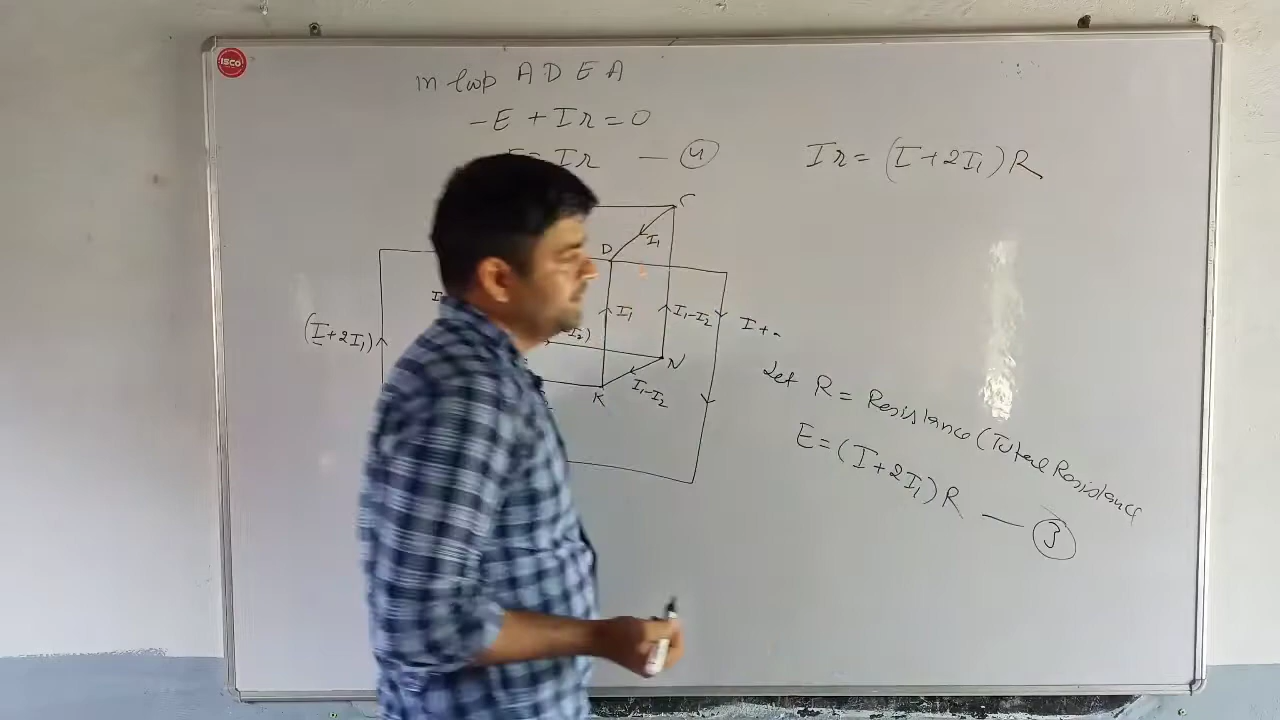 ISCO
In loop A D E A
-E + Ir = 0
E = Ir — (4)
Ir = (I+2I₁)R
C
I₁
D
I₁
I₁-I₂
I+
(I+2I₁)
I₂)
N
I₁-I₂
K
Let R = Resistance (Total Resistance
E = (I+2I₁)R — (3)